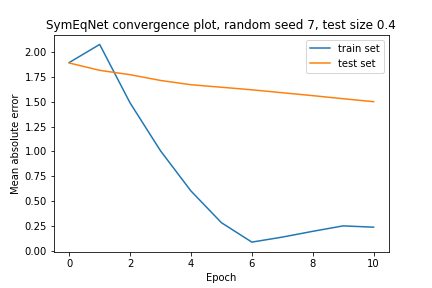 SymEqNet convergence plot, random seed 7, test size 0.4
train set
test set
2.00
1.75
1.50
1.25
1.00
0.75
0.50
0.25
0.00
Mean absolute error
0 2 4 6 8 10
Epoch